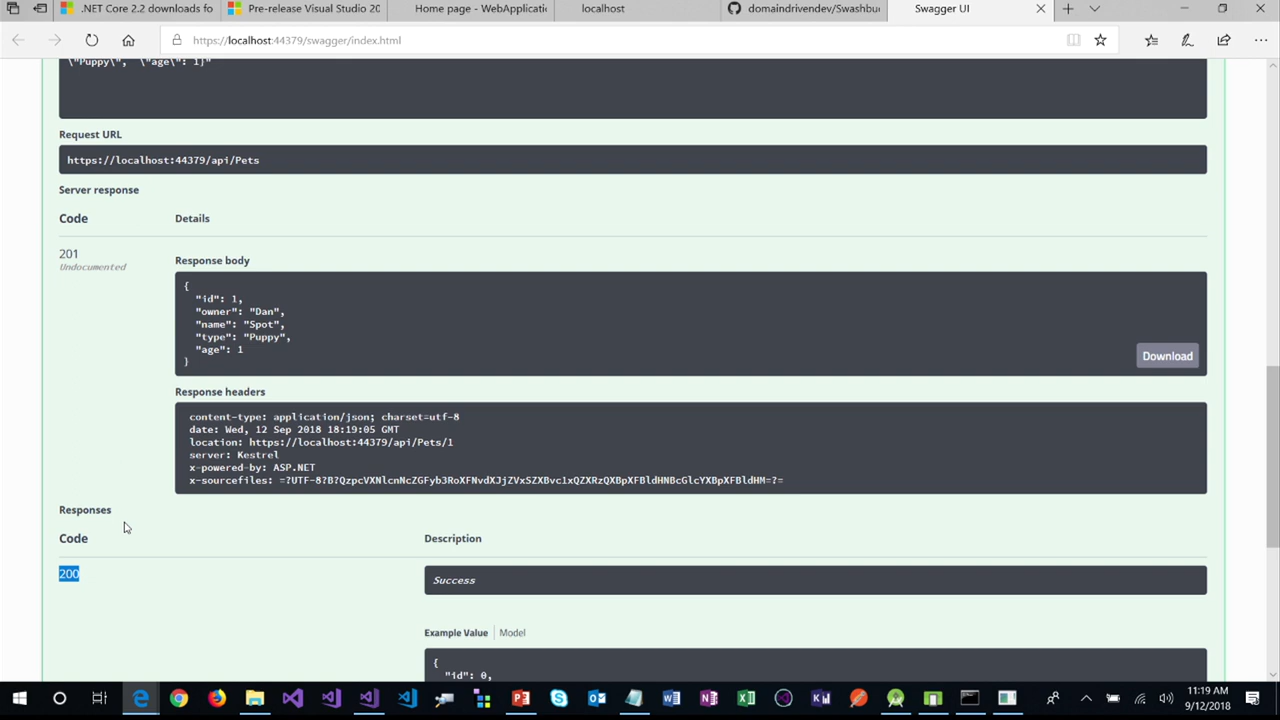 .NET Core 2.2 downloads fo
Pre-release Visual Studio 20
Home page - WebApplicatio
localhost
domaindrivendev/Swashbu
Swagger UI
https://localhost:44379/swagger/index.html
\"Puppy\", \"age\": 1}"
Request URL
https://localhost:44379/api/Pets
Server response
Code Details
201
Undocumented
Response body
{
"id": 1,
"owner": "Dan",
"name": "Spot",
"type": "Puppy",
"age": 1
}
Download
Response headers
content-type: application/json; charset=utf-8
date: Wed, 12 Sep 2018 18:19:05 GMT
location: https://localhost:44379/api/Pets/1
server: Kestrel
x-powered-by: ASP.NET
Responses
Code Description
200 Success
Example Value Model
{
"id": 0,
11:19 AM
9/12/2018